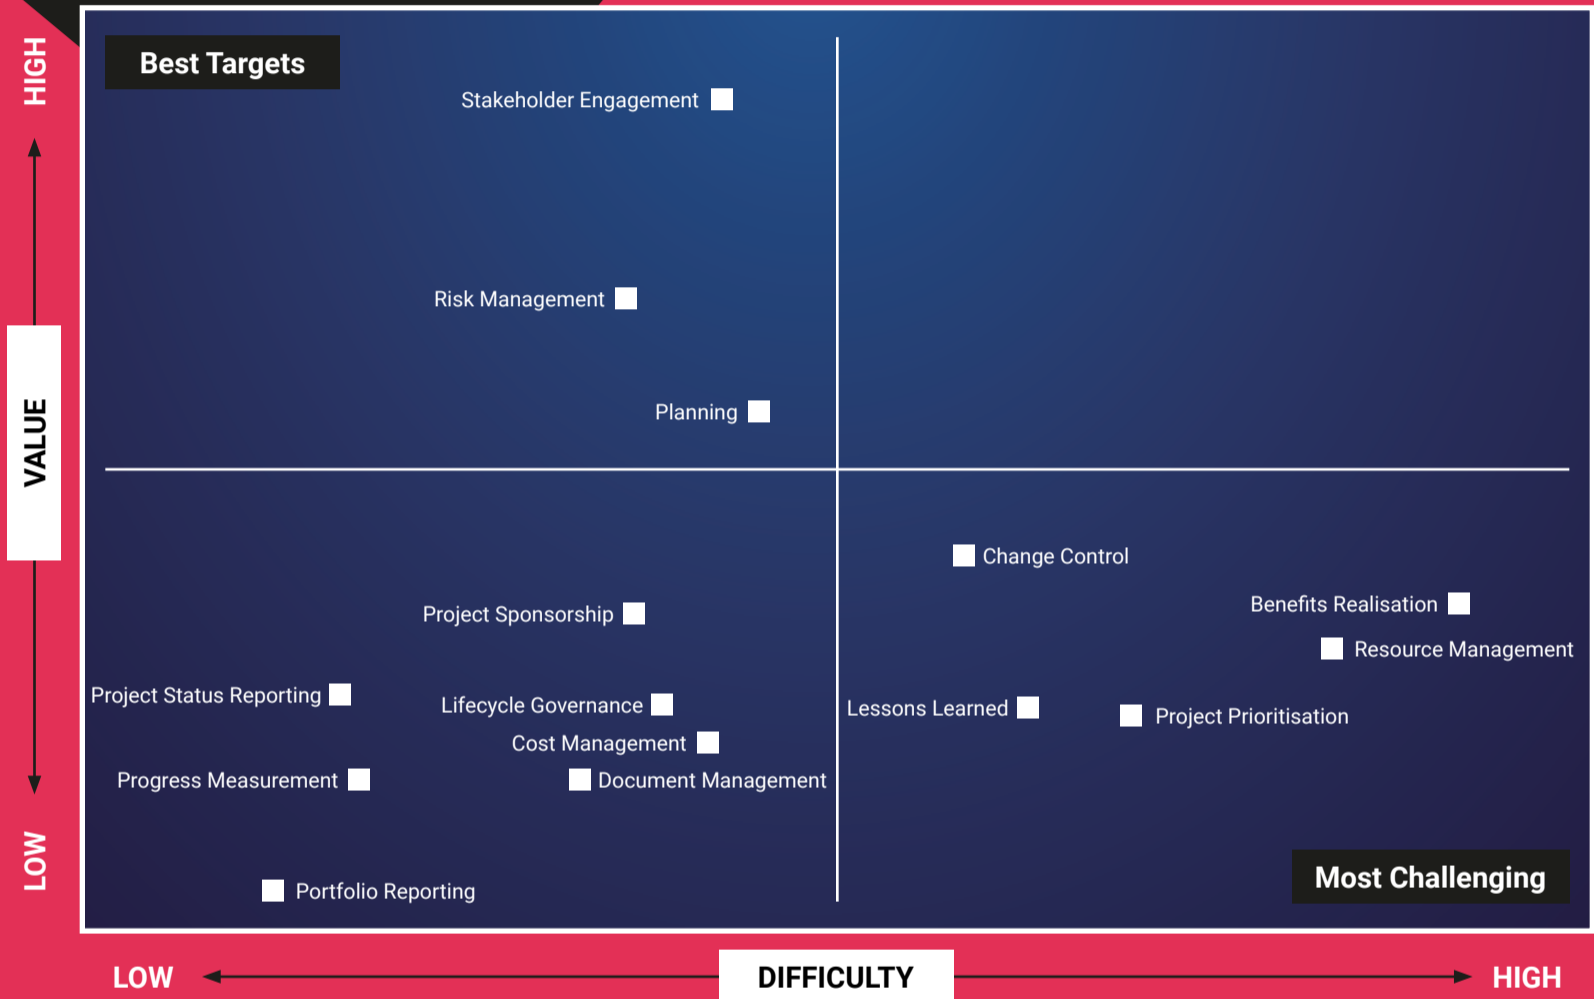 HIGH
Best Targets
Stakeholder Engagement
Risk Management
Planning
VALUE
Change Control
Benefits Realisation
Project Sponsorship
Resource Management
Project Status Reporting
Lifecycle Governance
Lessons Learned
Project Prioritisation
Cost Management
Progress Measurement
Document Management
LOW
Most Challenging
Portfolio Reporting
LOW
DIFFICULTY
HIGH